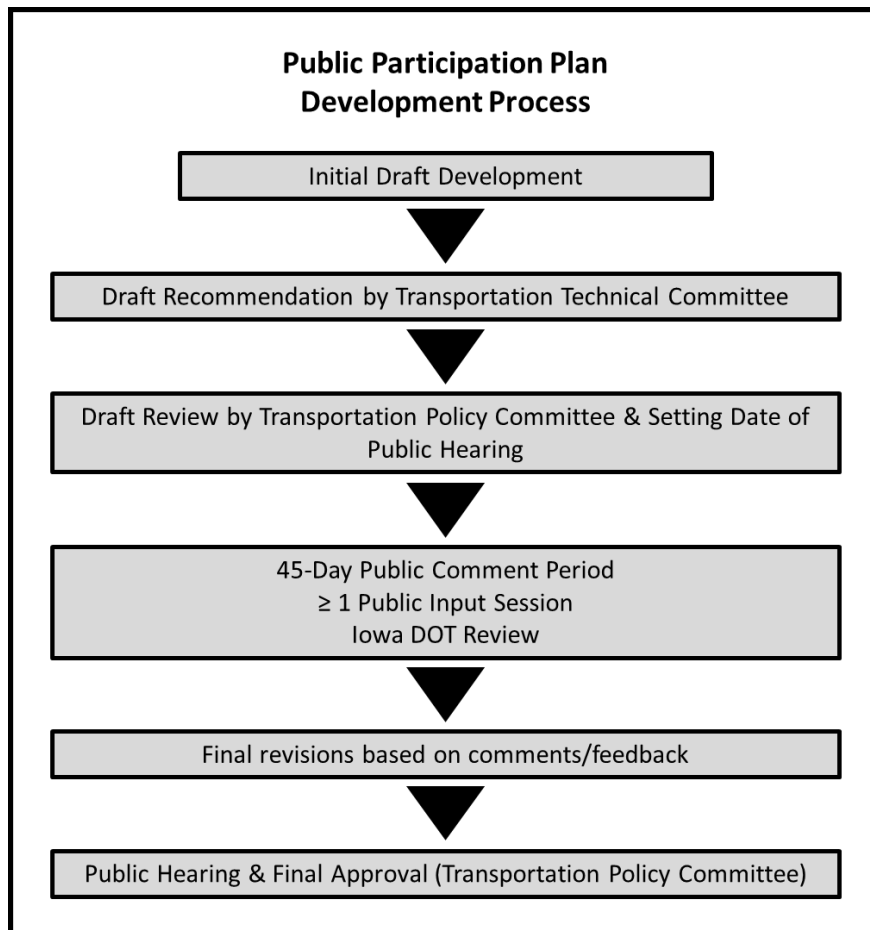 Public Participation Plan
Development Process
Initial Draft Development
Draft Recommendation by Transportation Technical Committee
Draft Review by Transportation Policy Committee & Setting Date of
Public Hearing
45-Day Public Comment Period
≥ 1 Public Input Session
Iowa DOT Review
Final revisions based on comments/feedback
Public Hearing & Final Approval (Transportation Policy Committee)